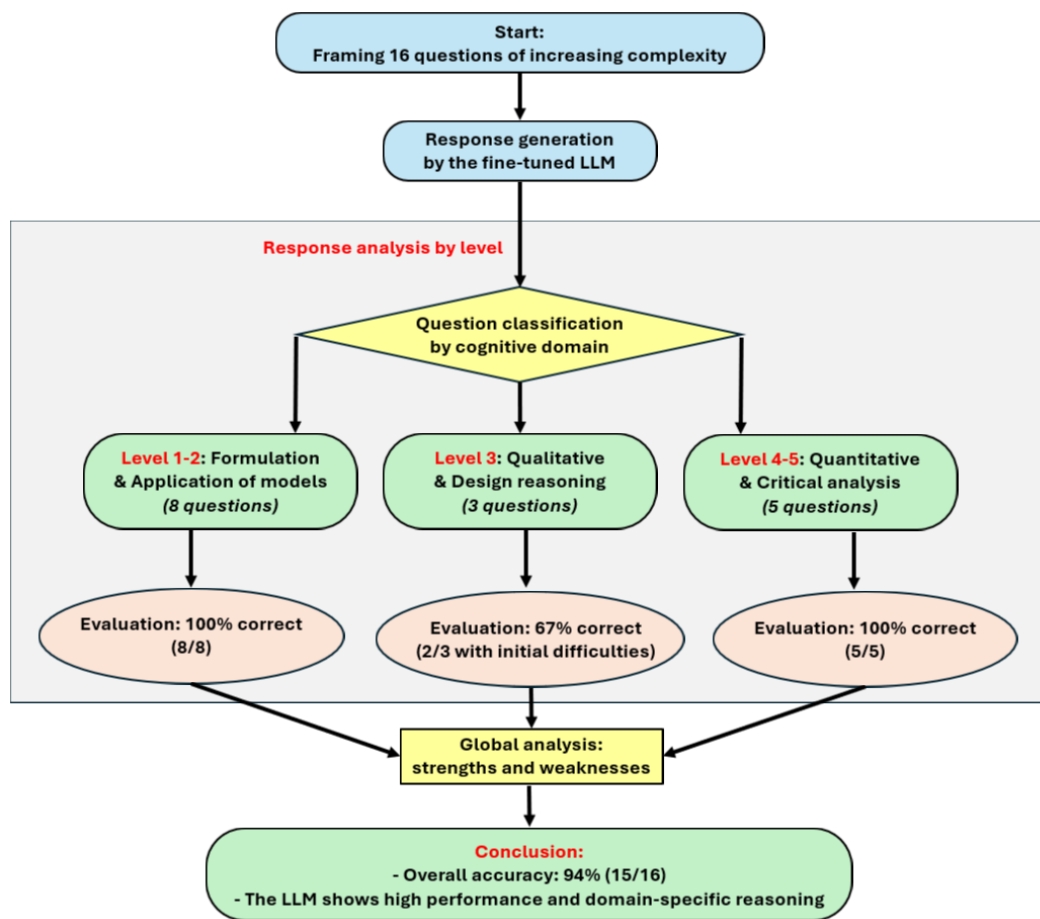 Start:
Framing 16 questions of increasing complexity
Response generation
by the fine-tuned LLM
Response analysis by level
Question classification
by cognitive domain
Level 1-2: Formulation
& Application of models
(8 questions)
Level 3: Qualitative
& Design reasoning
(3 questions)
Level 4-5: Quantitative
& Critical analysis
(5 questions)
Evaluation: 100% correct
(8/8)
Evaluation: 67% correct
(2/3 with initial difficulties)
Evaluation: 100% correct
(5/5)
Global analysis:
strengths and weaknesses
Conclusion:
- Overall accuracy: 94% (15/16)
- The LLM shows high performance and domain-specific reasoning